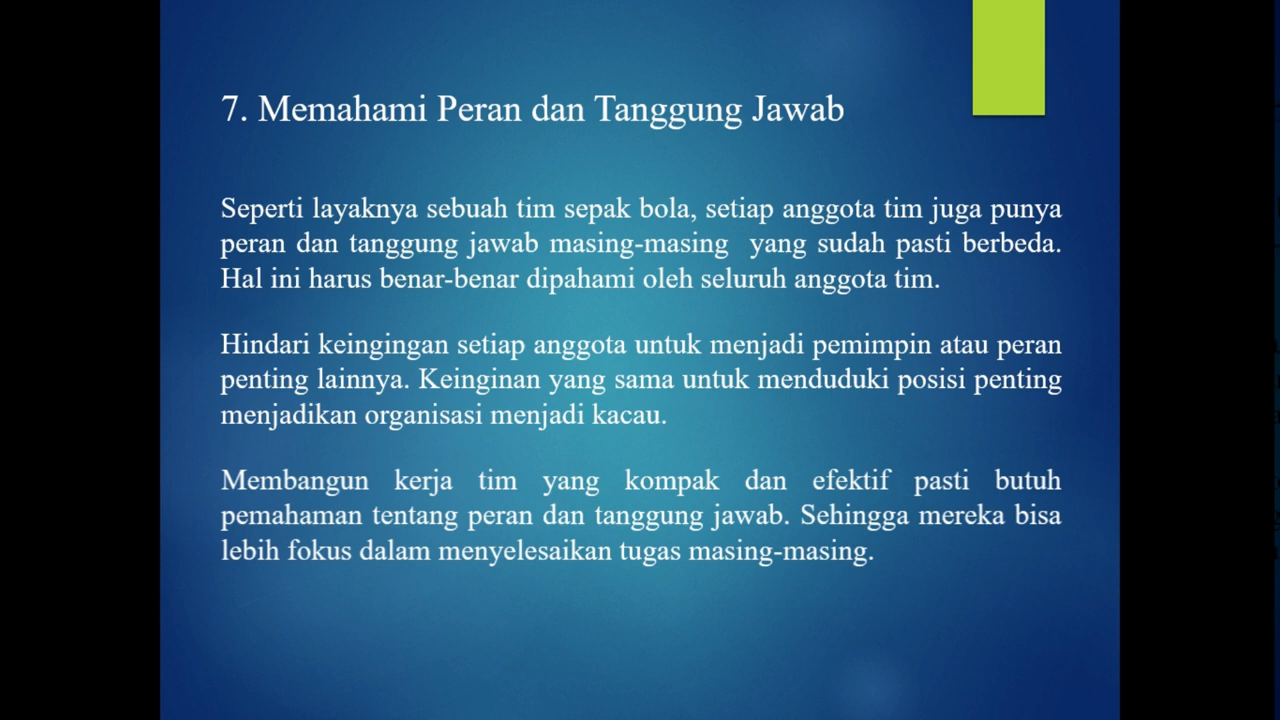 7. Memahami Peran dan Tanggung Jawab
Seperti layaknya sebuah tim sepak bola, setiap anggota tim juga punya
peran dan tanggung jawab masing-masing  yang sudah pasti berbeda.
Hal ini harus benar-benar dipahami oleh seluruh anggota tim.
Hindari keingingan setiap anggota untuk menjadi pemimpin atau peran
penting lainnya. Keinginan yang sama untuk menduduki posisi penting
menjadikan organisasi menjadi kacau.
Membangun kerja tim yang kompak dan efektif pasti butuh
pemahaman tentang peran dan tanggung jawab. Sehingga mereka bisa
lebih fokus dalam menyelesaikan tugas masing-masing.